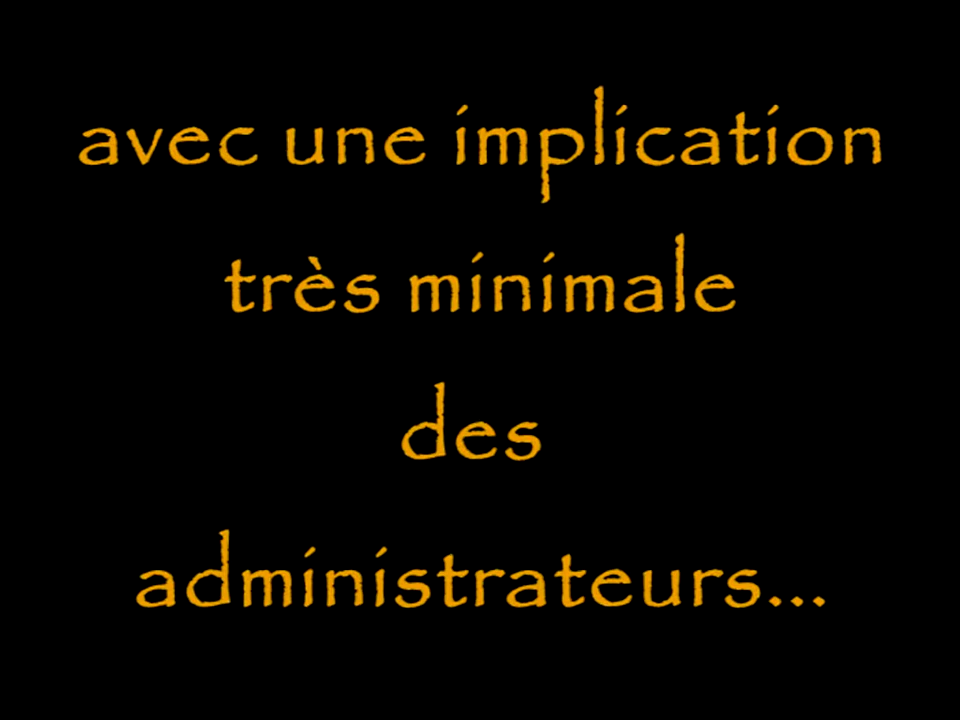 avec une implication
très minimale
des
administrateurs...